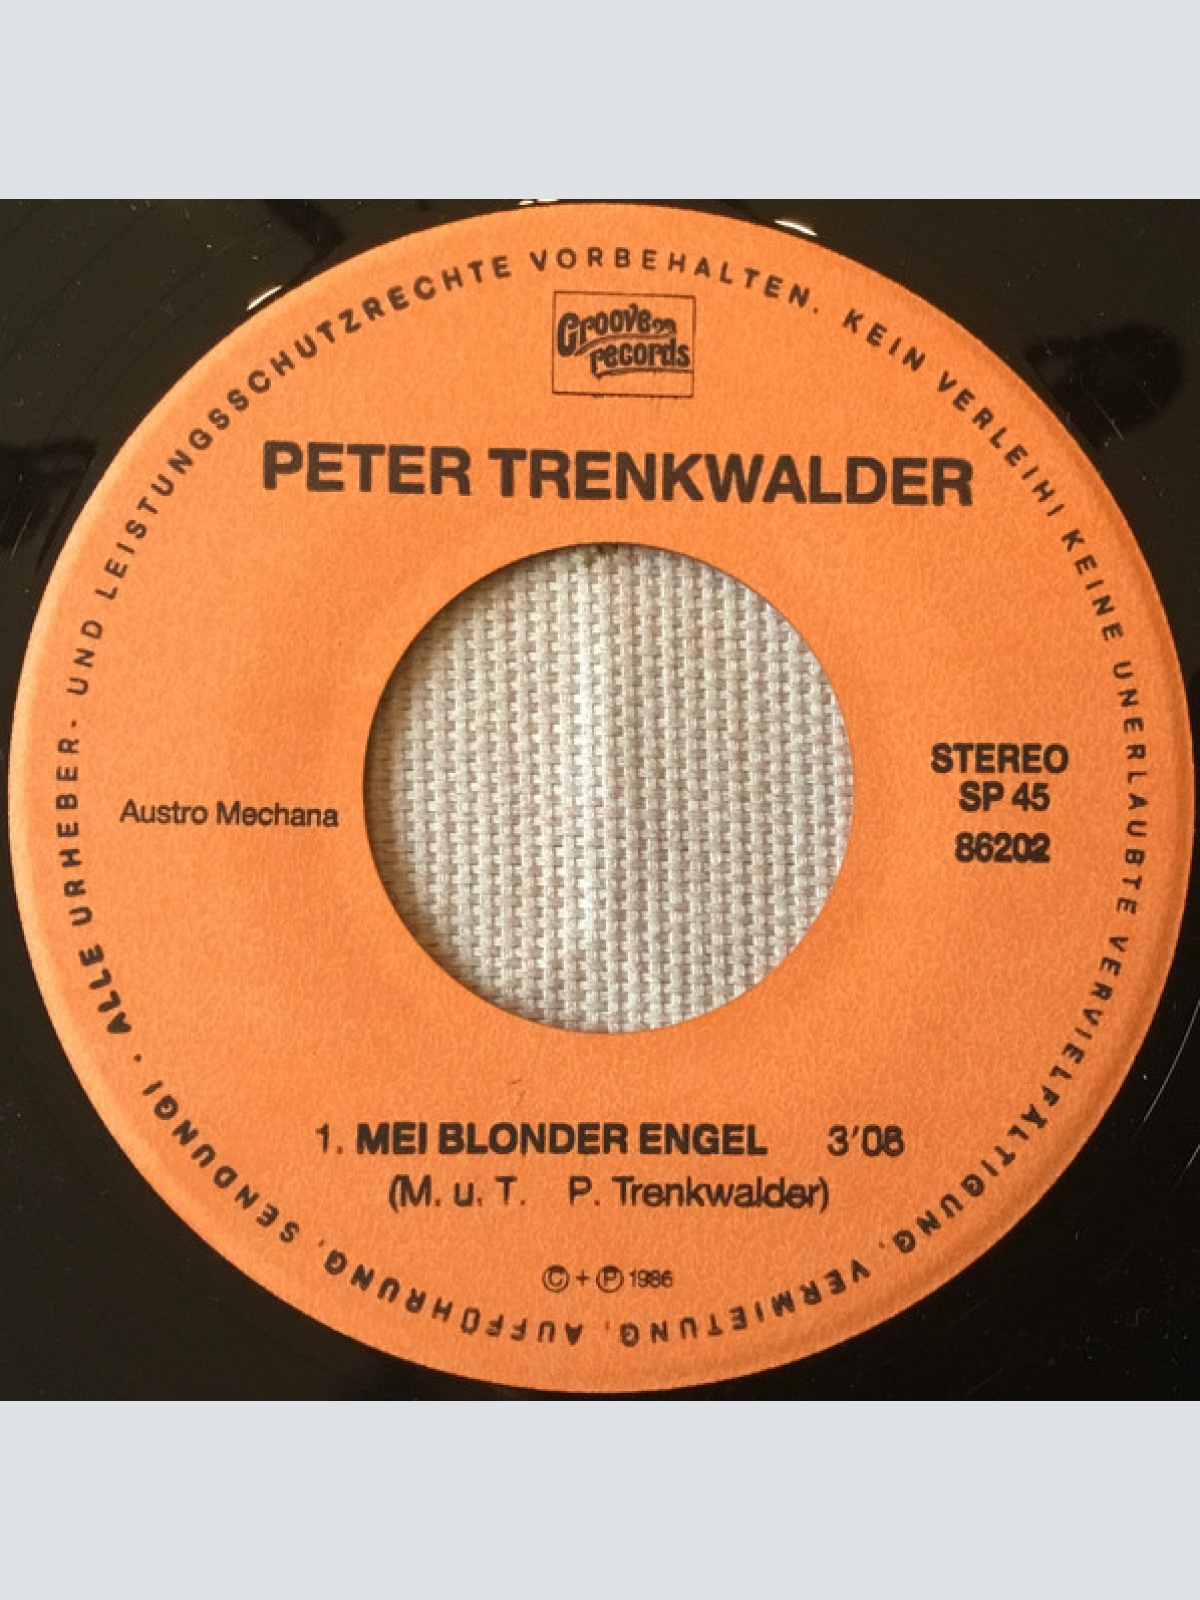 ALLE URHEBER- UND LEISTUNGSSCHUTZRECHTE VORBEHALTEN. KEIN VERLEIH! KEINE UNERLAUBTE VERVIELFÄLTIGUNG, VERMIETUNG, AUFFÜHRUNG, SENDUNG! ·
Groove
records
PETER TRENKWALDER
STEREO
SP 45
Austro Mechana
86202
1. MEI BLONDER ENGEL 3'08
(M. u. T. P. Trenkwalder)
© + ℗ 1986